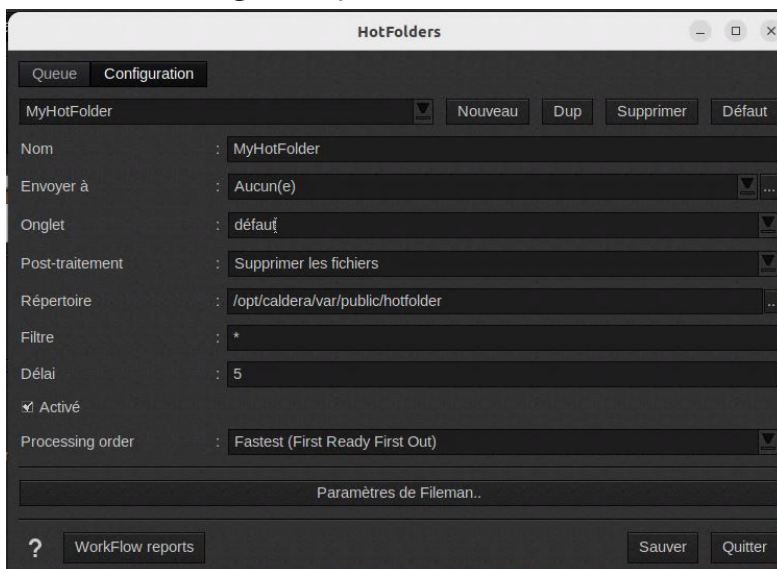 HotFolders
Queue Configuration
MyHotFolder Nouveau Dup Supprimer Défaut
Nom : MyHotFolder
Envoyer à : Aucun(e) ...
Onglet : défaut
Post-traitement : Supprimer les fichiers
Répertoire : /opt/caldera/var/public/hotfolder ..
Filtre : *
Délai : 5
Activé
Processing order : Fastest (First Ready First Out)
Paramètres de Fileman..
? WorkFlow reports Sauver Quitter